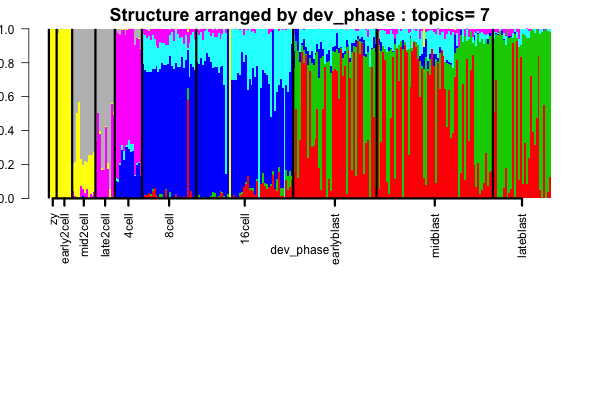 Structure arranged by dev_phase : topics= 7
1.0
0.8
0.6
0.4
0.2
0.0
zy
early2cell
mid2cell
late2cell
4cell
8cell
16cell
earlyblast
midblast
lateblast
dev_phase